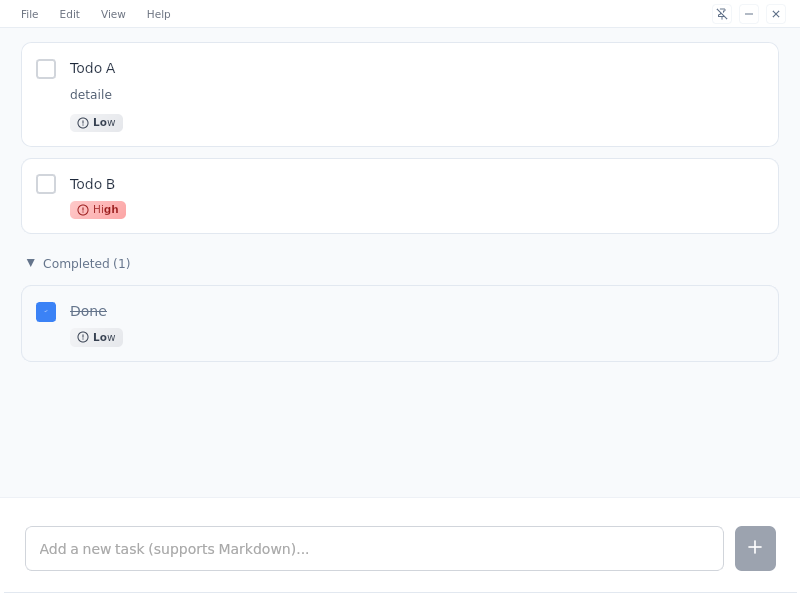 File Edit View Help
Todo A
detaile
Low
Todo B
High
Completed (1)
Done
Low
Add a new task (supports Markdown)...